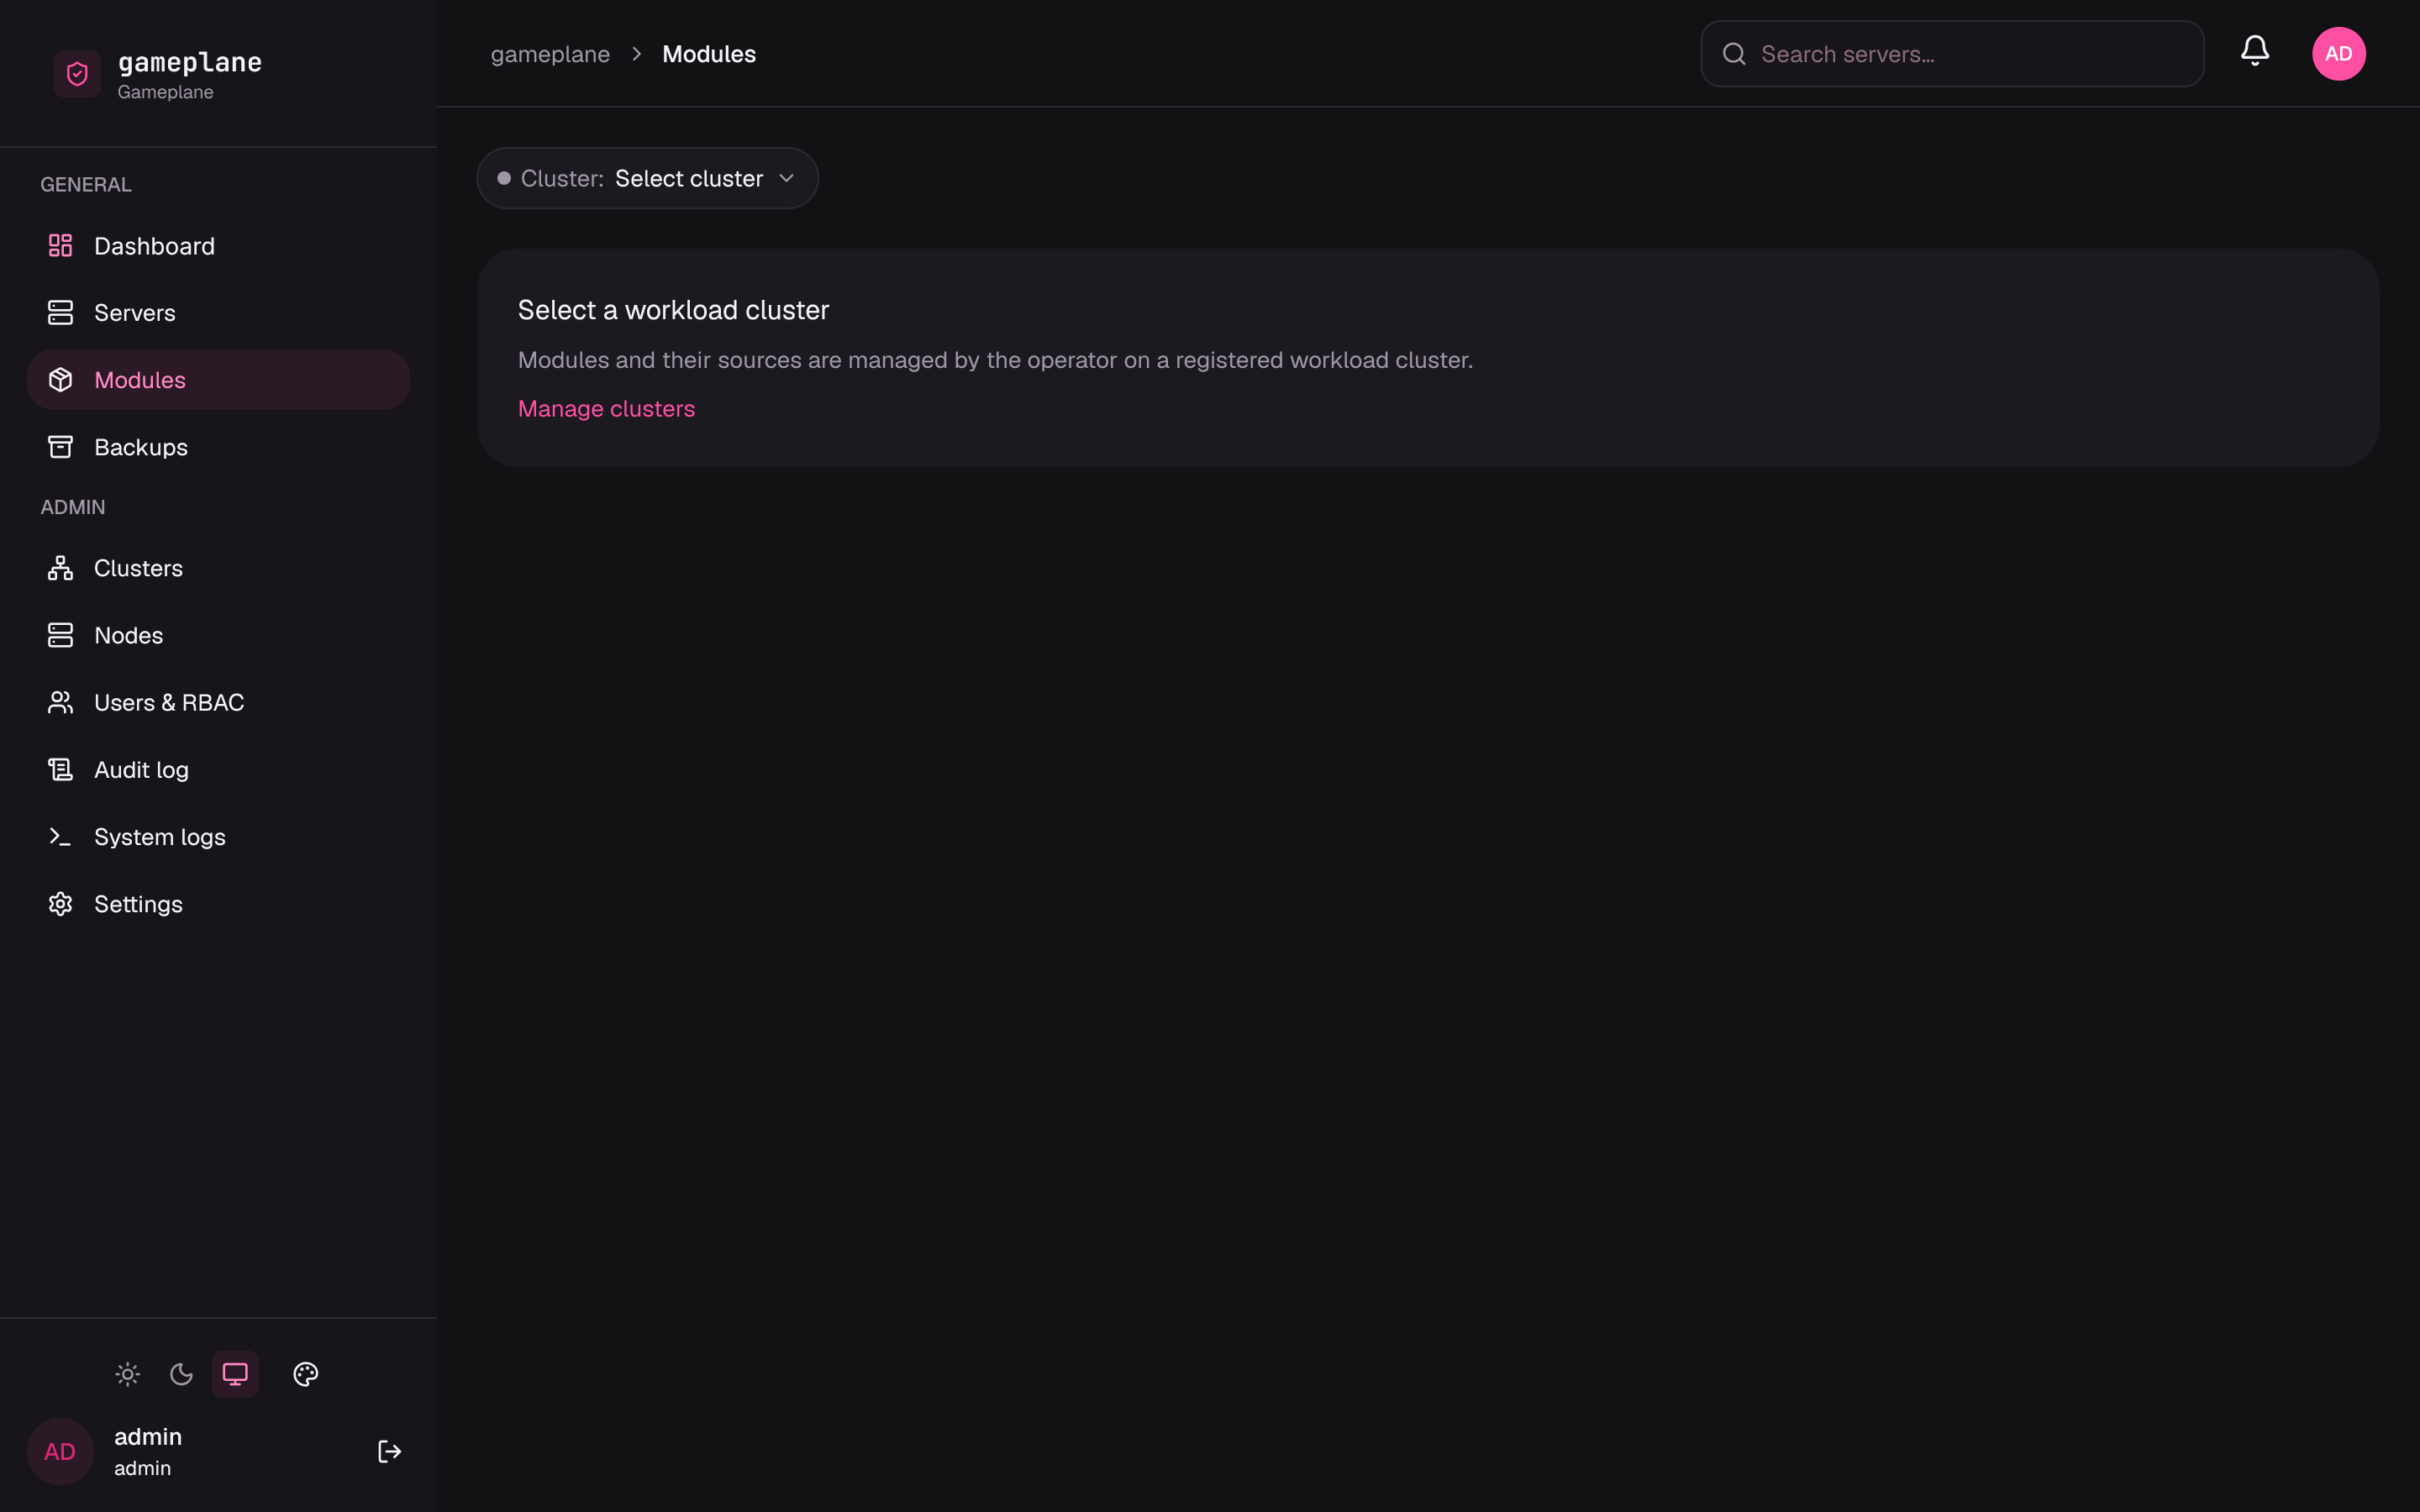 gameplane
Gameplane
GENERAL
Dashboard
Servers
Modules
Backups
ADMIN
Clusters
Nodes
Users & RBAC
Audit log
System logs
Settings
AD
admin
admin
gameplane > Modules
Search servers...
AD
Cluster: Select cluster
Select a workload cluster
Modules and their sources are managed by the operator on a registered workload cluster.
Manage clusters